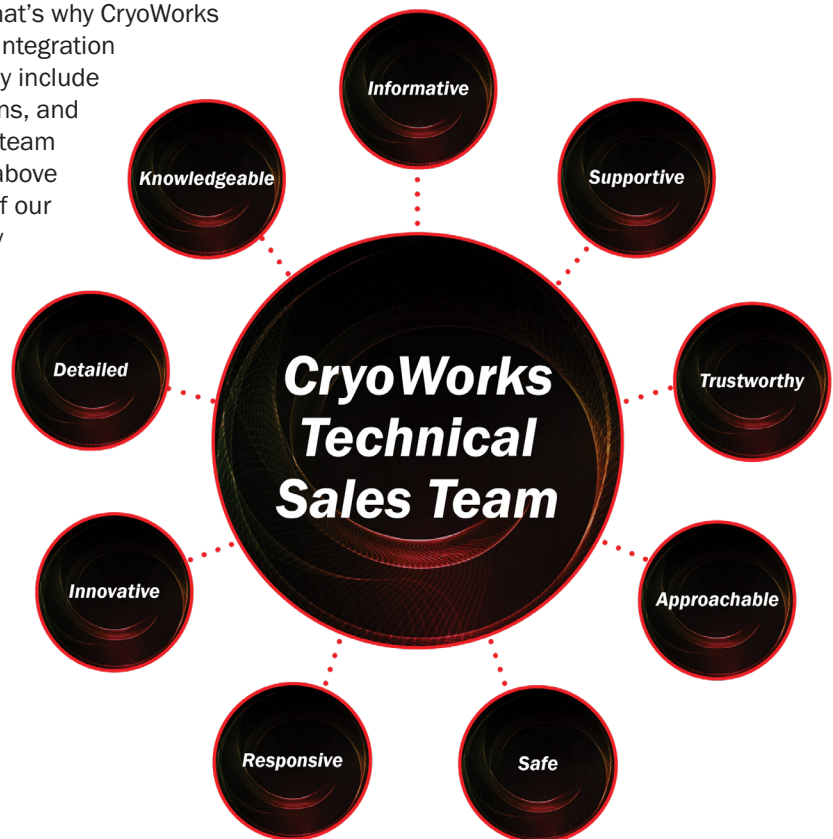 hat's why CryoWorks
ntegration
y include
ns, and
team
above
f our
Informative
Knowledgeable
Supportive
Detailed
CryoWorks
Technical
Sales Team
Trustworthy
Innovative
Approachable
Responsive
Safe